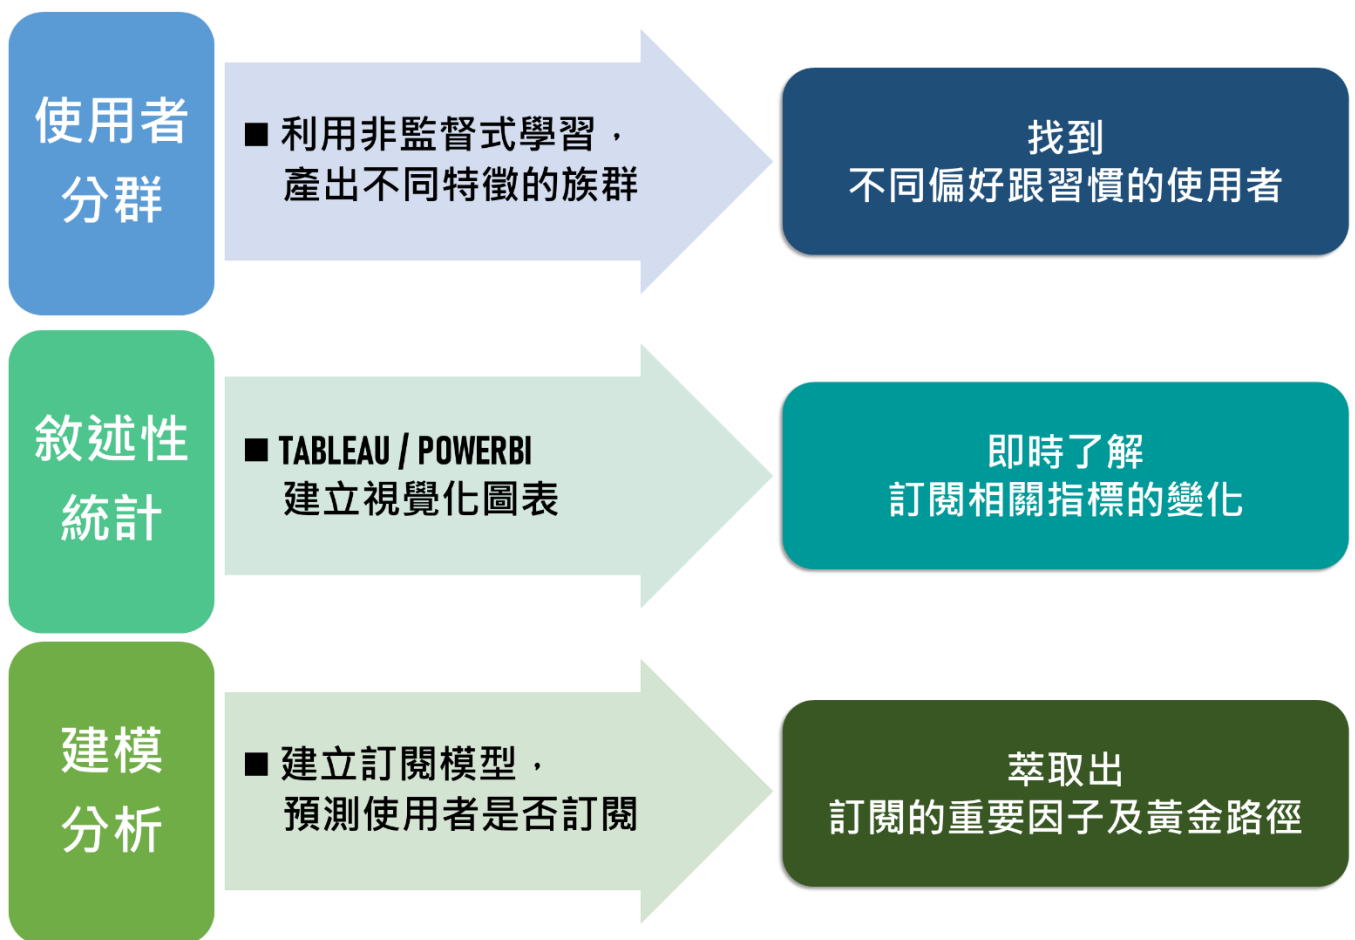 使用者
分群
■ 利用非監督式學習，
產出不同特徵的族群
找到
不同偏好跟習慣的使用者
敘述性
統計
■ TABLEAU / POWERBI
建立視覺化圖表
即時了解
訂閱相關指標的變化
建模
分析
■ 建立訂閱模型，
預測使用者是否訂閱
萃取出
訂閱的重要因子及黃金路徑